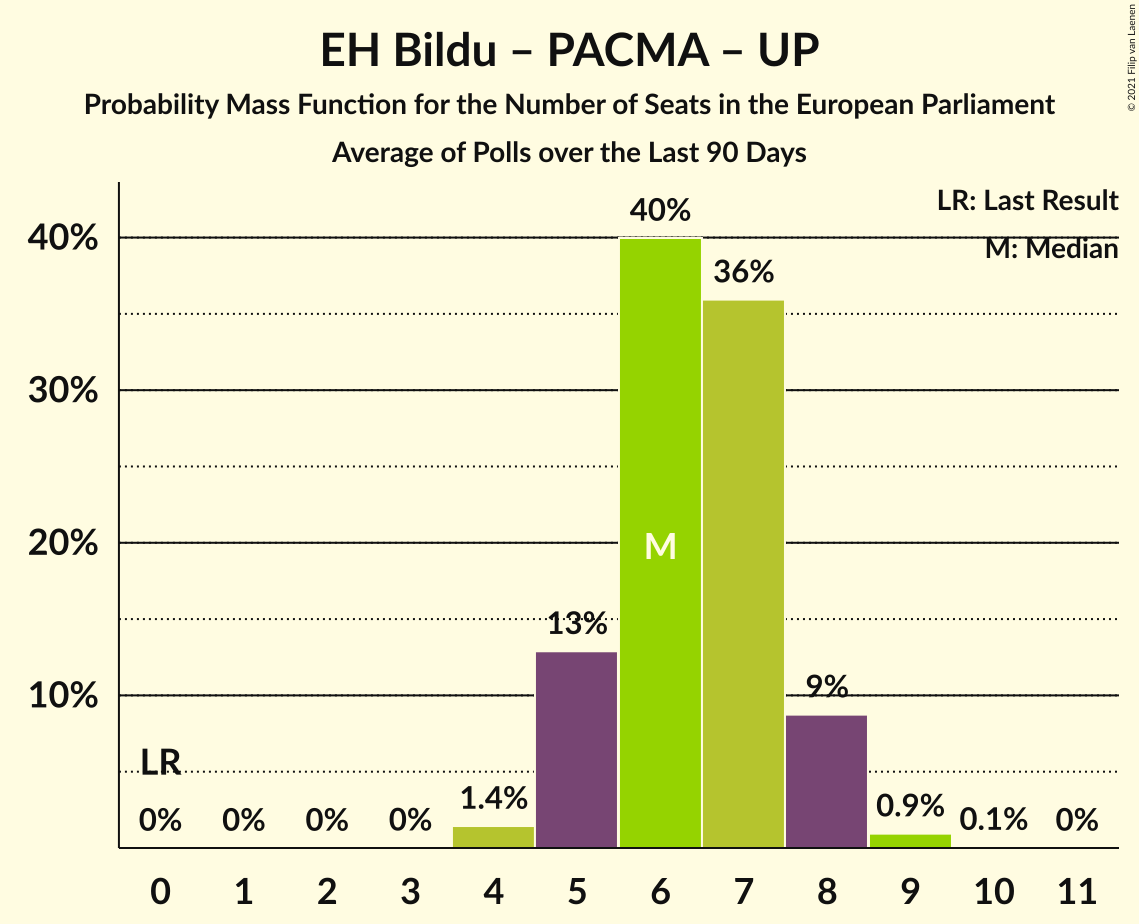 EH Bildu – PACMA – UP
Probability Mass Function for the Number of Seats in the European Parliament
Average of Polls over the Last 90 Days
© 2021 Filip van Laenen
LR: Last Result
M: Median
40%
30%
20%
10%
LR
0%
0%
0%
0%
1.4%
13%
40%
M
36%
9%
0.9%
0.1%
0%
0 1 2 3 4 5 6 7 8 9 10 11